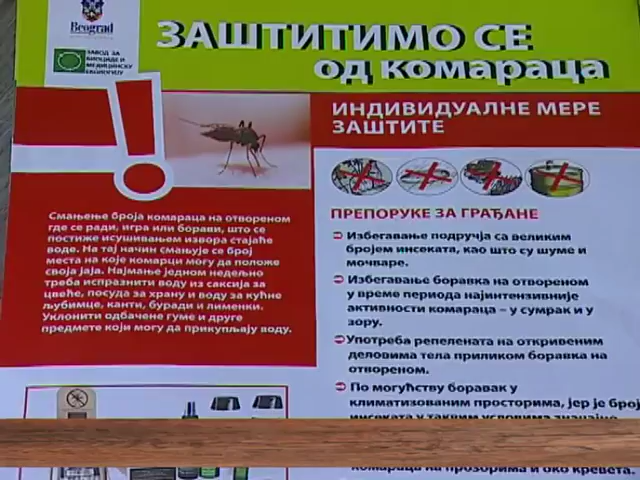 Beograd
ЗАВОД ЗА
БИОЦИДЕ И
МЕДИЦИНСКУ
ЕКОЛОГИЈУ
ЗАШТИТИМО СЕ
од комараца
ИНДИВИДУАЛНЕ МЕРЕ
ЗАШТИТЕ
Смањење броја комараца на отвореном
где се ради, игра или борави, што се
постиже исушивањем извора стајаће
воде. На тај начин смањује се број
места на које комарци могу да положе
своја јаја. Најмање једном недељно
треба испразнити воду из саксија за
цвеће, посуда за храну и воду за кућне
љубимце, канти, буради и лименки.
Уклонити одбачене гуме и друге
предмете који могу да прикупљају воду.
ПРЕПОРУКЕ ЗА ГРАЂАНЕ
Избегавање подручја са великим
бројем инсеката, као што су шуме и
мочваре.
Избегавање боравка на отвореном
у време периода најинтензивније
активности комараца – у сумрак и у
зору.
Употреба репелената на откривеним
деловима тела приликом боравка на
отвореном.
По могућству боравак у
климатизованим просторима, јер је број
инсеката у таквим условима значајно
комараца на прозорима и око кревета.